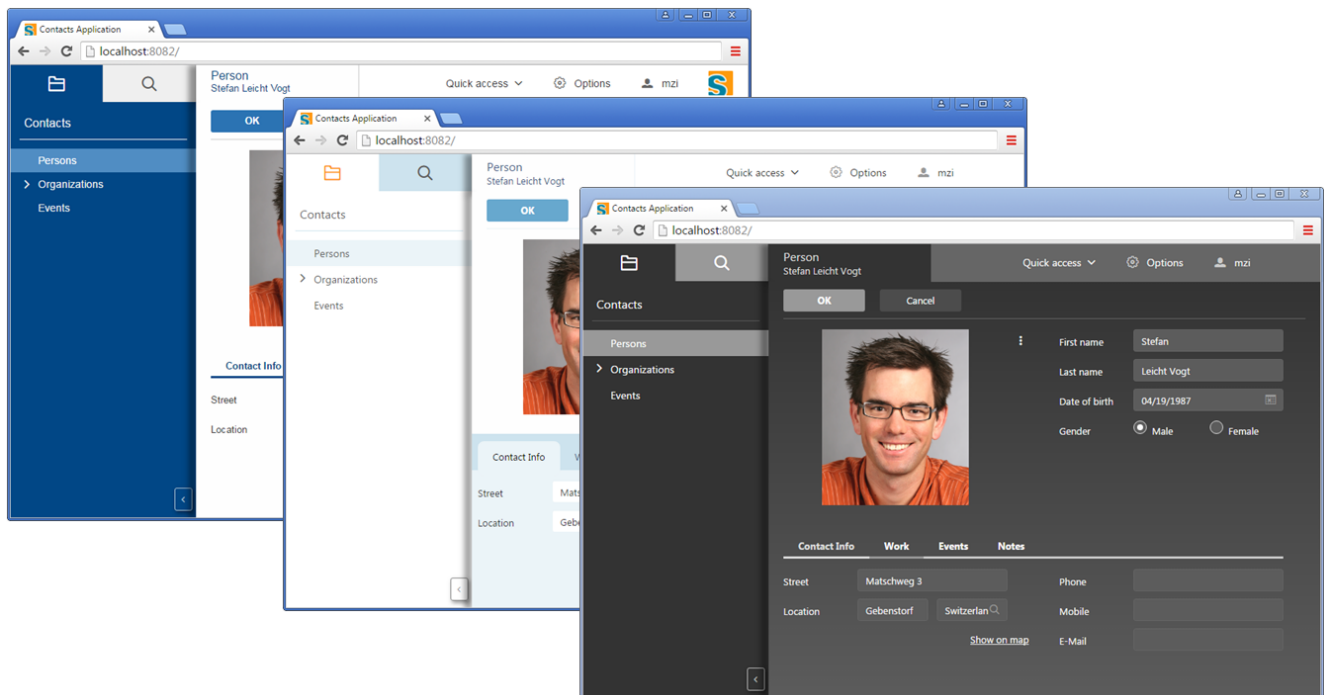 Contacts Application
localhost:8082/
Person
Stefan Leicht Vogt
Quick access
Options
mzi
OK
Contacts
Persons
Organizations
Events
Contact Info
Street
Location
Contacts Application
localhost:8082/
Person
Stefan Leicht Vogt
Quick access
Options
mzi
OK
Contacts
Persons
Organizations
Events
Contact Info
W
Street
Mats
Location
Gebe
Contacts Application
localhost:8082/
Person
Stefan Leicht Vogt
Quick access
Options
mzi
OK
Cancel
Contacts
Persons
Organizations
Events
First name
Stefan
Last name
Leicht Vogt
Date of birth
04/19/1987
Gender
Male
Female
Contact Info
Work
Events
Notes
Street
Matschweg 3
Phone
Location
Gebenstorf
Switzerlan
Mobile
Show on map
E-Mail